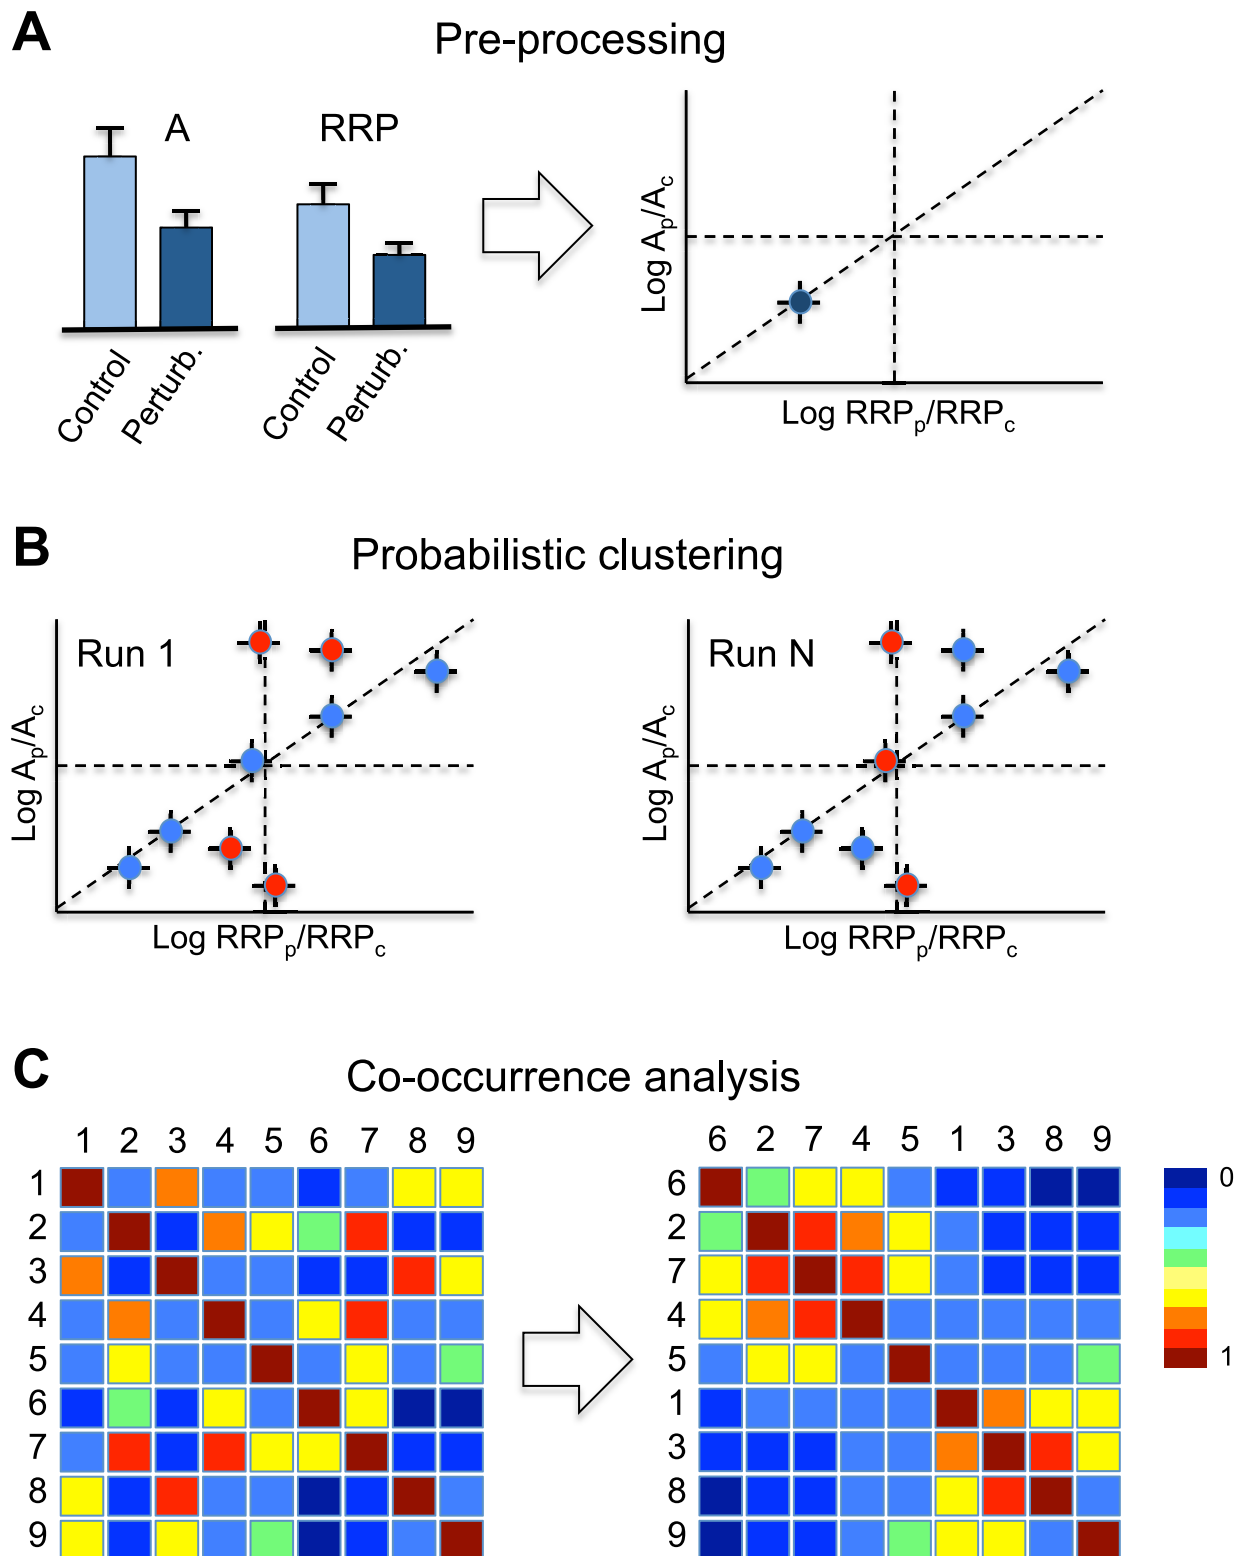 A
Pre-processing
A
RRP
Control
Perturb.
Control
Perturb.
Log Ap/Ac
Log RRPp/RRPc
B
Probabilistic clustering
Run 1
Log Ap/Ac
Log RRPp/RRPc
Run N
Log Ap/Ac
Log RRPp/RRPc
C
Co-occurrence analysis
1 2 3 4 5 6 7 8 9
1
2
3
4
5
6
7
8
9
6 2 7 4 5 1 3 8 9
6
2
7
4
5
1
3
8
9
0
1